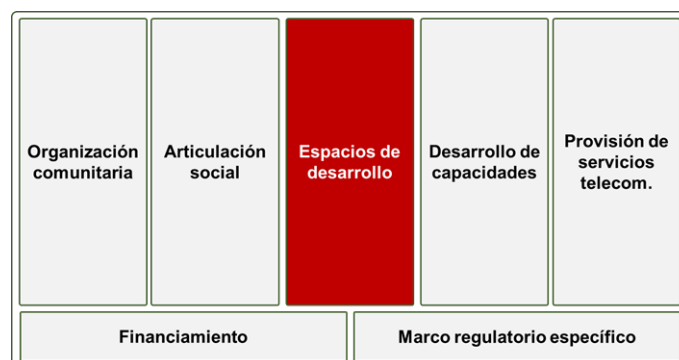 Organización
comunitaria
Articulación
social
Espacios de
desarrollo
Desarrollo de
capacidades
Provisión de
servicios
telecom.
Financiamiento
Marco regulatorio específico